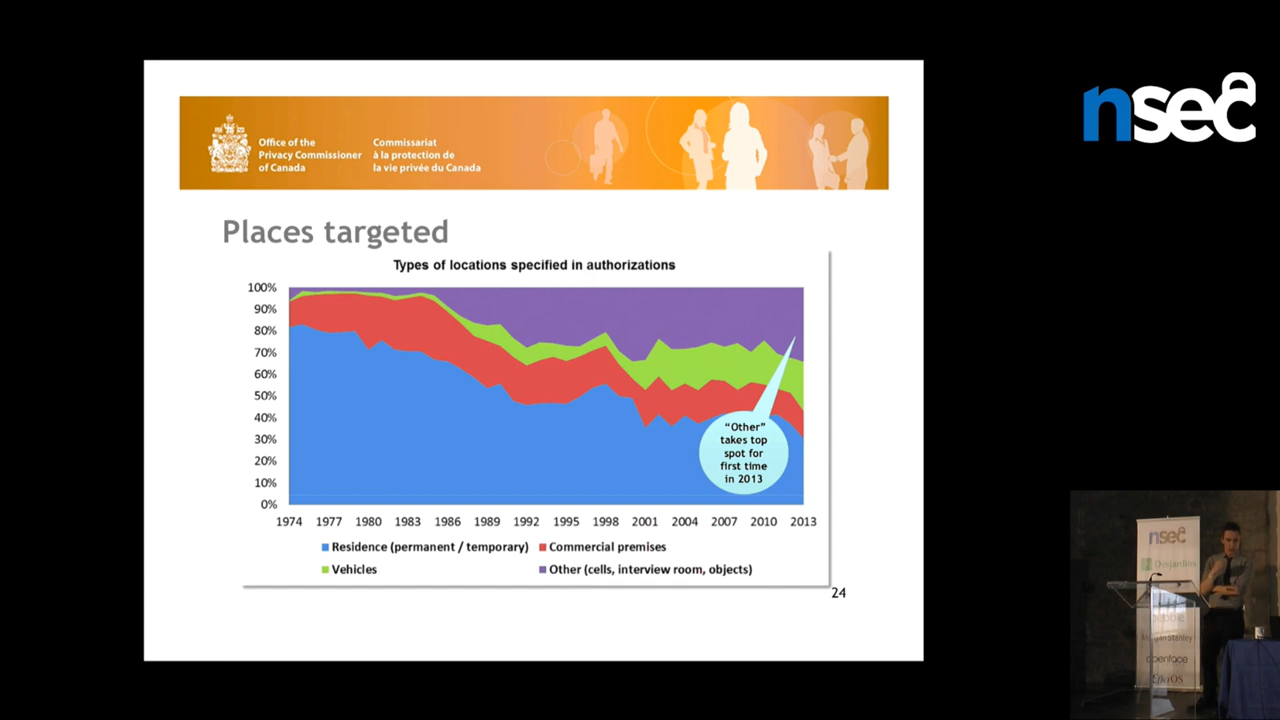 nsec
Office of the
Privacy Commissioner
of Canada
Commissariat
à la protection de
la vie privée du Canada
Places targeted
Types of locations specified in authorizations
100%
90%
80%
70%
60%
50%
40%
30%
20%
10%
0%
“Other”
takes top
spot for
first time
in 2013
1974 1977 1980 1983 1986 1989 1992 1995 1998 2001 2004 2007 2010 2013
Residence (permanent / temporary) Commercial premises
Vehicles Other (cells, interview room, objects)
24
nsec
Desjardins
Stanley